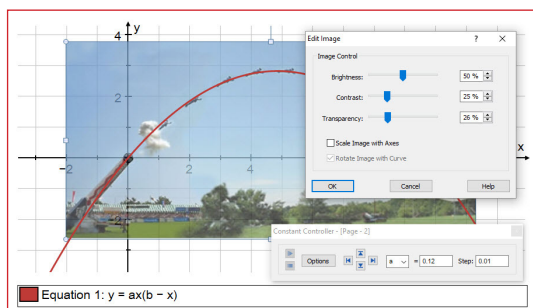 y
4
2
-2
2
4
-2
x
Edit Image
?
Image Control
Brightness:
50 %
Contrast:
25 %
Transparency:
26 %
Scale Image with Axes
Rotate Image with Curve
OK
Cancel
Help
Constant Controller - [Page - 2]
Options
a
= 0.12
Step: 0.01
Equation 1: y = ax(b − x)